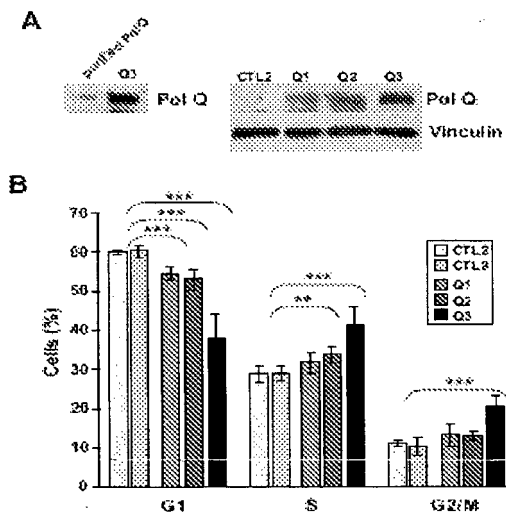 A
purified PolQ
Q3
Pol Q
CTL2 Q1 Q2 Q3
Pol Q
Vinculin
B
***
***
***
***
**
***
70
60
50
40
30
20
10
0
Cells (%)
CTL2
CTL3
Q1
Q2
Q3
G1 S G2/M